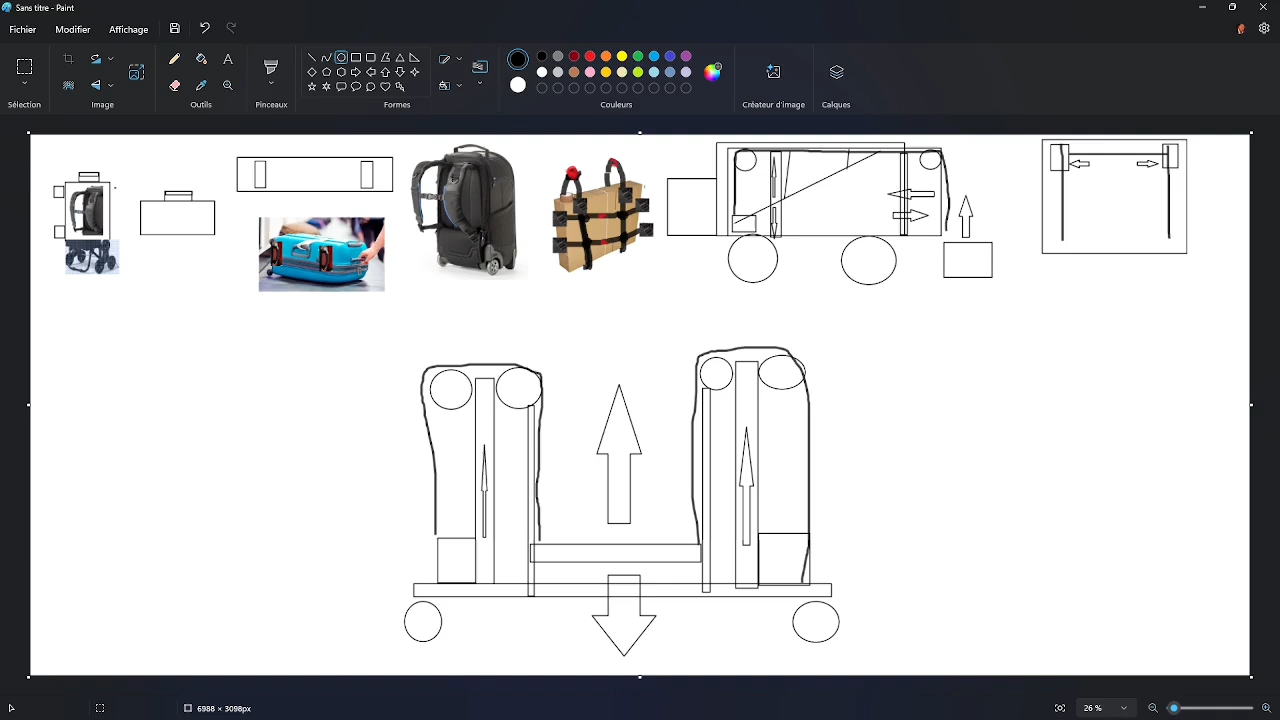 Sans titre - Paint
Fichier Modifier Affichage
Sélection Image Outils Pinceaux Formes Couleurs Créateur d'image Calques
6988 × 3098px 26 %